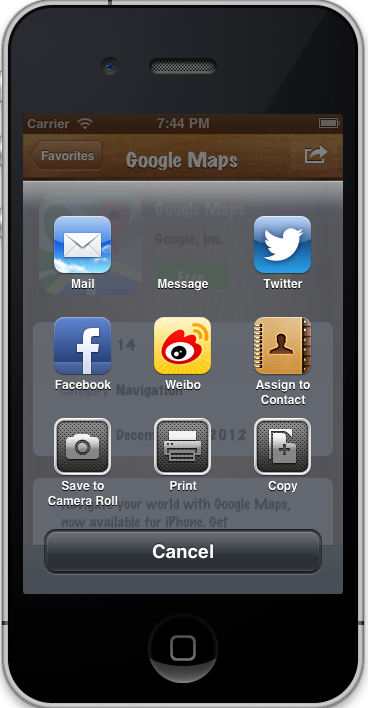 Carrier 7:44 PM
Favorites Google Maps
Google Maps
Google, Inc.
Free
Mail Message Twitter
14
Facebook Weibo Assign to
Contact
Category Navigation
2012
Save to Print Copy
Camera Roll
your world with Google Maps,
now available for iPhone. Get
Cancel